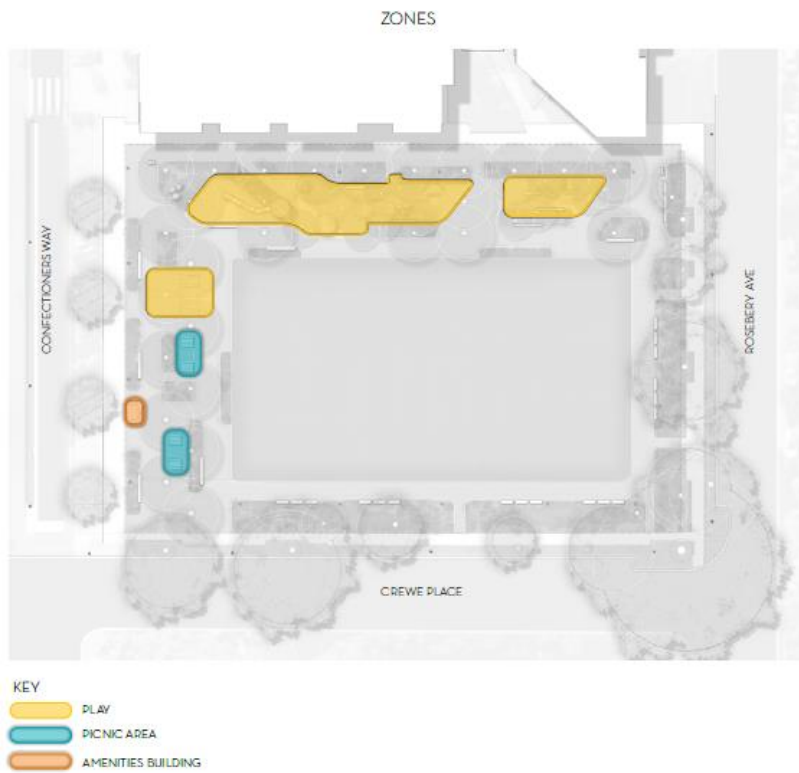 ZONES
CONFECTIONERS WAY
ROSEBERY AVE
CREWE PLACE
KEY
PLAY
PICNIC AREA
AMENITIES BUILDING